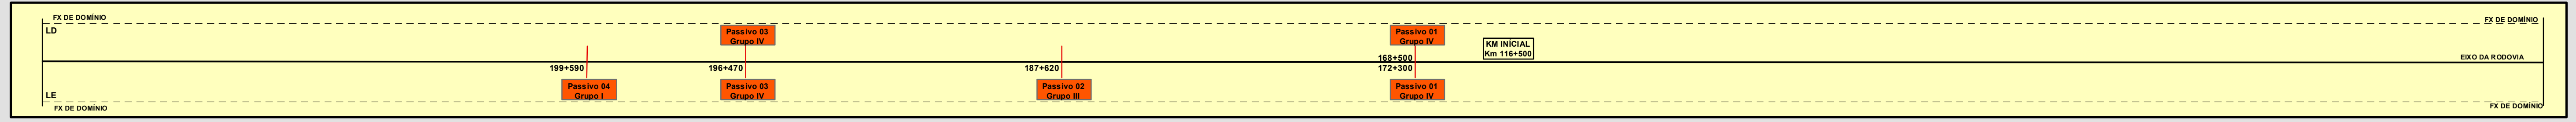 FX DE DOMÍNIO
FX DE DOMÍNIO
LD
Passivo 03
Grupo IV
Passivo 01
Grupo IV
KM INÍCIAL
Km 116+500
168+500
EIXO DA RODOVIA
199+590
196+470
187+620
172+300
Passivo 04
Grupo I
Passivo 03
Grupo IV
Passivo 02
Grupo III
Passivo 01
Grupo IV
LE
FX DE DOMÍNIO
FX DE DOMÍNIO